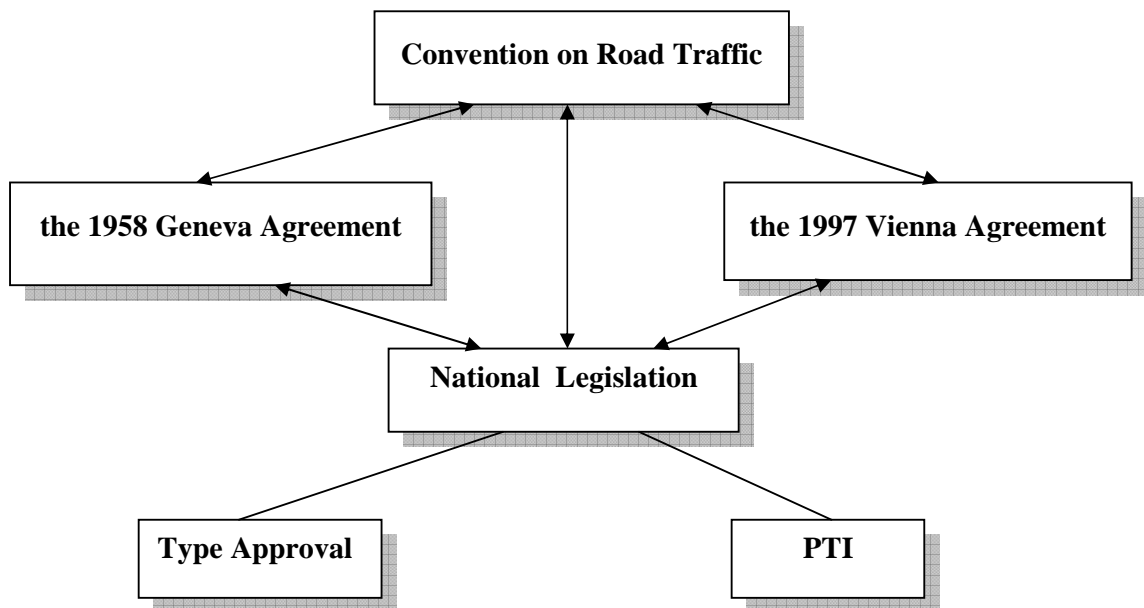 Convention on Road Traffic
the 1958 Geneva Agreement
the 1997 Vienna Agreement
National Legislation
Type Approval
PTI